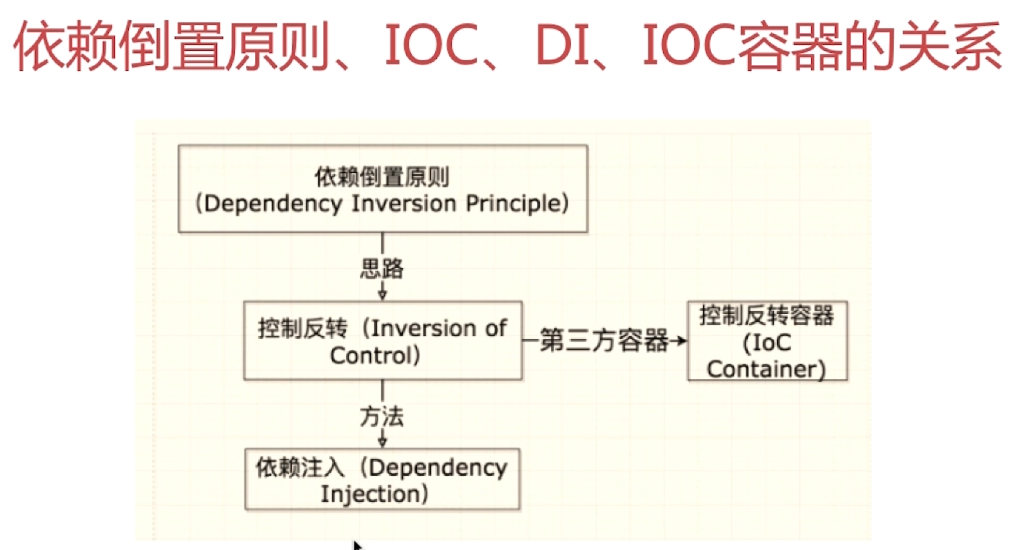 依赖倒置原则、IOC、DI、IOC容器的关系
依赖倒置原则
（Dependency Inversion Principle）
思路
控制反转（Inversion of
Control）
第三方容器
控制反转容器
(IoC
Container)
方法
依赖注入（Dependency
Injection）